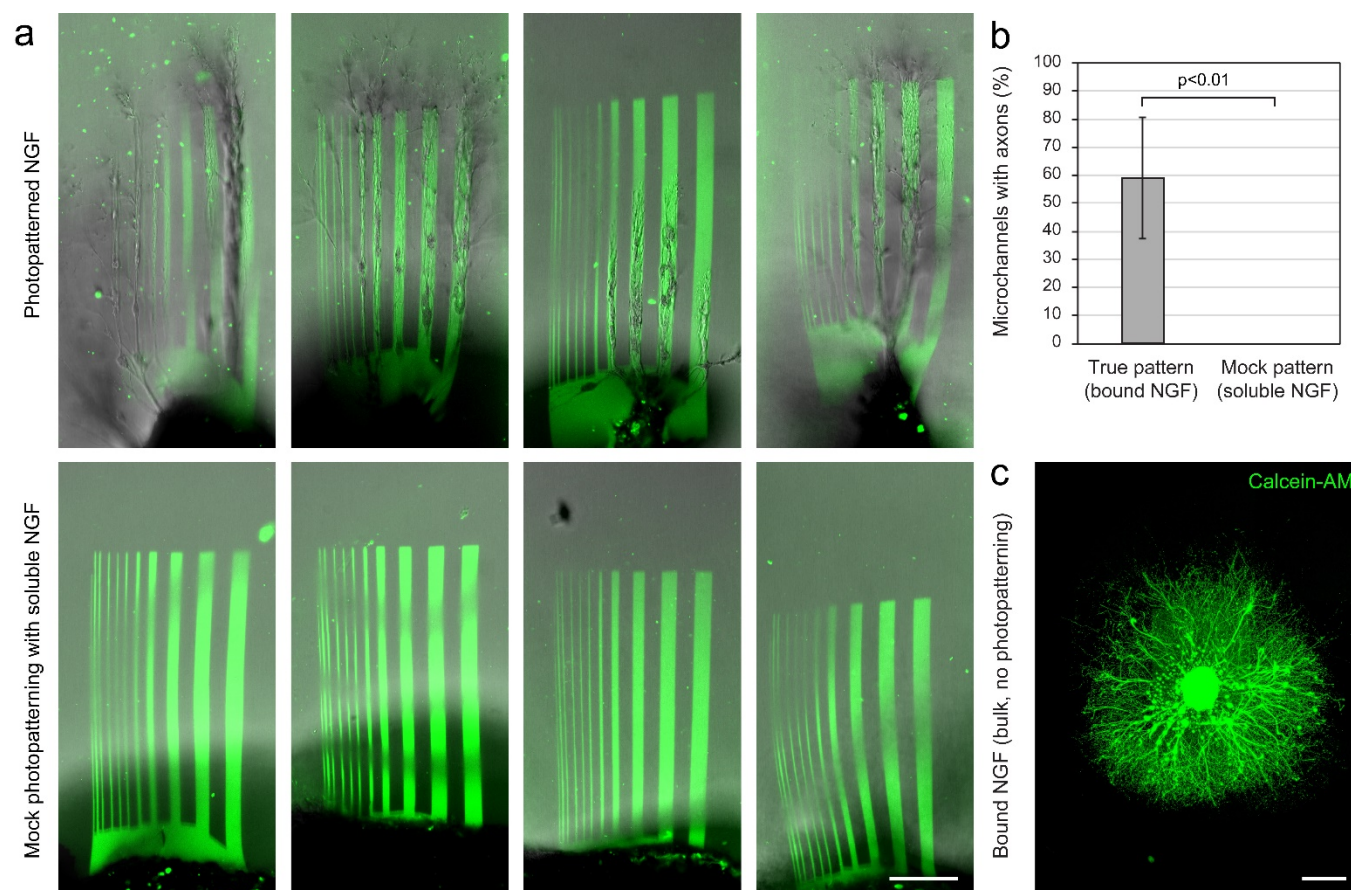 a
Photopatterned NGF
Mock photopatterning with soluble NGF
b
Microchannels with axons (%)
100
90
80
70
60
50
40
30
20
10
0
p<0.01
True pattern
(bound NGF)
Mock pattern
(soluble NGF)
c
Bound NGF (bulk, no photopatterning)
Calcein-AM